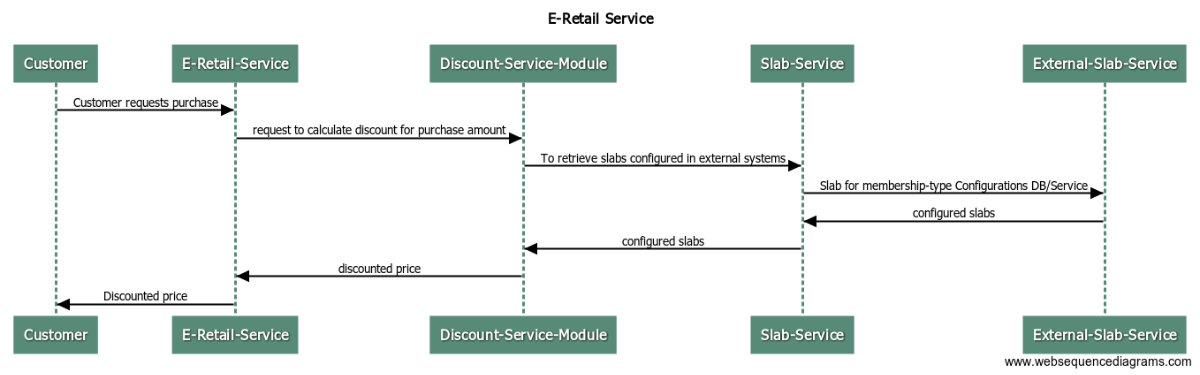 E-Retail Service
Customer E-Retail-Service Discount-Service-Module Slab-Service External-Slab-Service
Customer requests purchase
request to calculate discount for purchase amount
To retrieve slabs configured in external systems
Slab for membership-type Configurations DB/Service
configured slabs
configured slabs
discounted price
Discounted price
Customer E-Retail-Service Discount-Service-Module Slab-Service External-Slab-Service
www.websequencediagrams.com